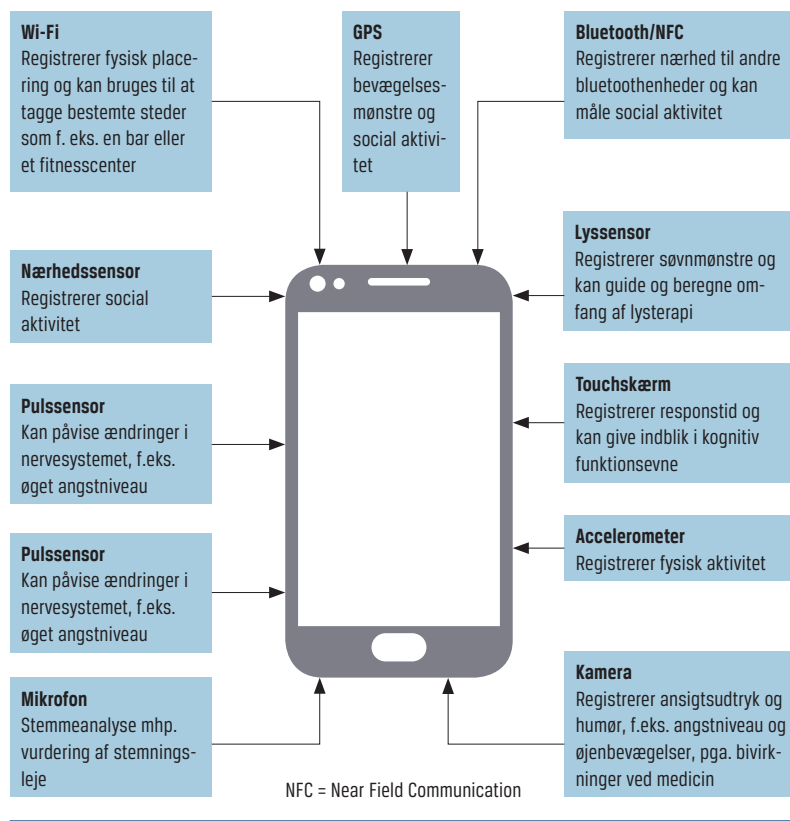 Wi-Fi
Registrerer fysisk place-
ring og kan bruges til at
tagge bestemte steder
som f. eks. en bar eller
et fitnesscenter
GPS
Registrerer
bevægelses-
mønstre og
social aktivi-
tet
Bluetooth/NFC
Registrerer nærhed til andre
bluetoothenheder og kan
måle social aktivitet
Nærhedssensor
Registrerer social
aktivitet
Lyssensor
Registrerer søvnmønstre og
kan guide og beregne om-
fang af lysterapi
Pulssensor
Kan påvise ændringer i
nervesystemet, f.eks.
øget angstniveau
Touchskærm
Registrerer responstid og
kan give indblik i kognitiv
funktionsevne
Pulssensor
Kan påvise ændringer i
nervesystemet, f.eks.
øget angstniveau
Accelerometer
Registrerer fysisk aktivitet
Mikrofon
Stemmeanalyse mhp.
vurdering af stemnings-
leje
Kamera
Registrerer ansigtsudtryk og
humør, f.eks. angstniveau og
øjenbevægelser, pga. bivirk-
ninger ved medicin
NFC = Near Field Communication